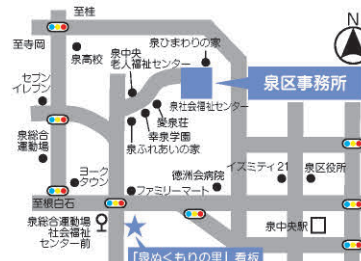 至桂
N
至寺岡
泉高校
泉中央
老人福祉センター
泉ひまわりの家
泉区事務所
セブン
イレブン
泉社会福祉センター
愛泉荘
幸泉学園
泉ふれあいの家
泉総合
運動場
ヨーク
タウン
徳洲会病院
イズミティ21
泉区役所
至根白石
ファミリーマート
泉総合運動場
社会福祉
センター前
泉中央駅
「泉ぬくもりの里」看板